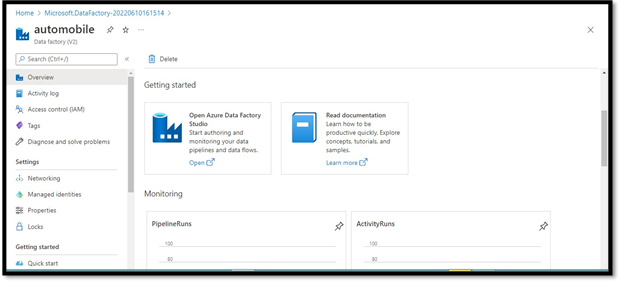 Home > Microsoft.DataFactory-20220610161514 >
automobile
Data factory (V2)
Search (Ctrl+/)
Delete
Overview
Activity log
Access control (IAM)
Tags
Diagnose and solve problems
Settings
Networking
Managed identities
Properties
Locks
Getting started
Quick start
Getting started
Open Azure Data Factory
Studio
Start authoring and
monitoring your data
pipelines and data flows.
Open
Read documentation
Learn how to be
productive quickly. Explore
concepts, tutorials, and
samples.
Learn more
Monitoring
PipelineRuns
100
80
ActivityRuns
100
80